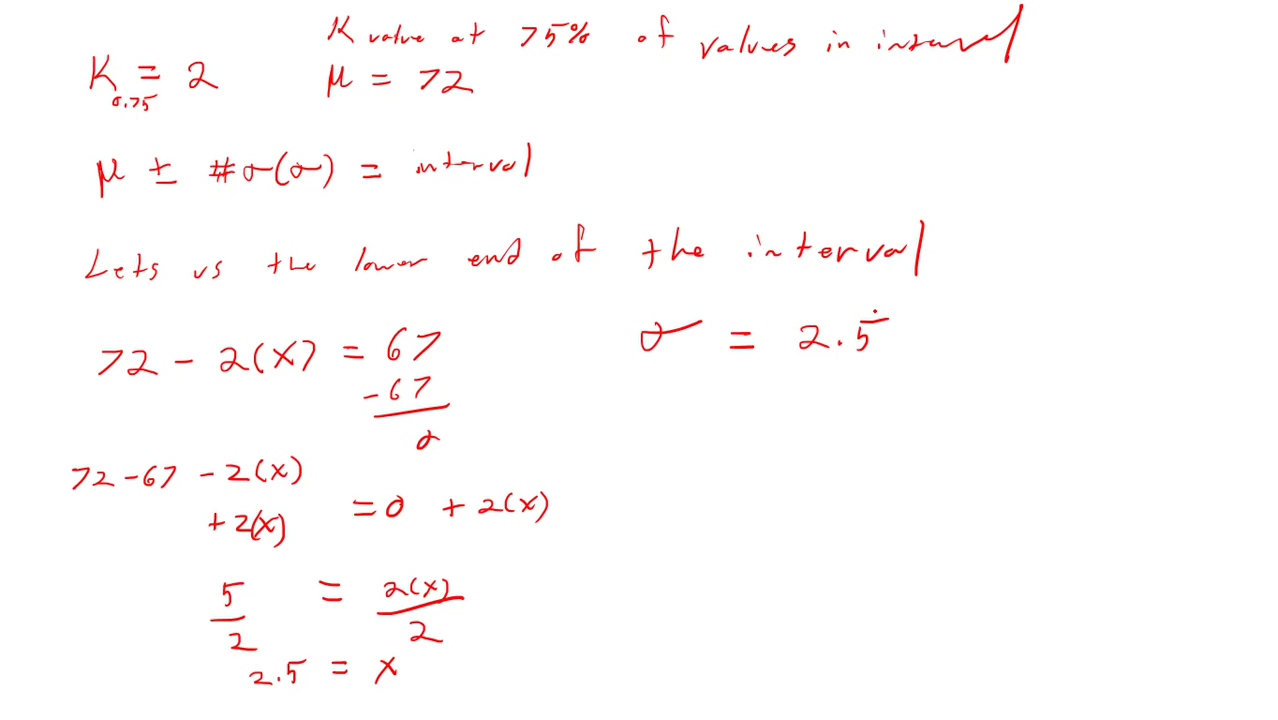 K value at 75% of values in interval
K0.75 = 2
μ = 72
μ ± #σ(σ) = interval
Lets us the lower end of the interval
72 - 2(x) = 67
-67
0
σ = 2.5
72-67 - 2(x)
+2(x) = 0 + 2(x)
5/2 = 2(x)/2
2.5 = x